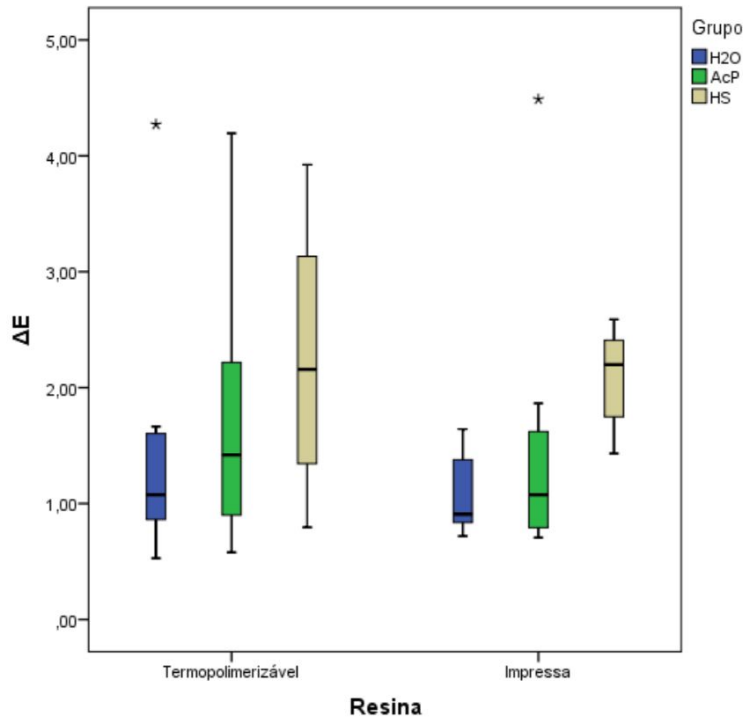 Grupo
H2O
AcP
HS
5,00
4,00
3,00
2,00
1,00
,00
ΔE
Termopolimerizável
Impressa
Resina